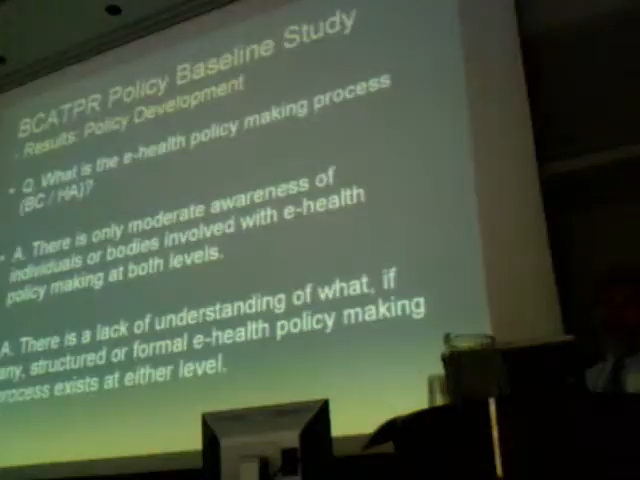 BCATPR Policy Baseline Study
- Results: Policy Development
• Q. What is the e-health policy making process
(BC / HA)?
• A. There is only moderate awareness of
individuals or bodies involved with e-health
policy making at both levels.
A. There is a lack of understanding of what, if
any, structured or formal e-health policy making
process exists at either level.